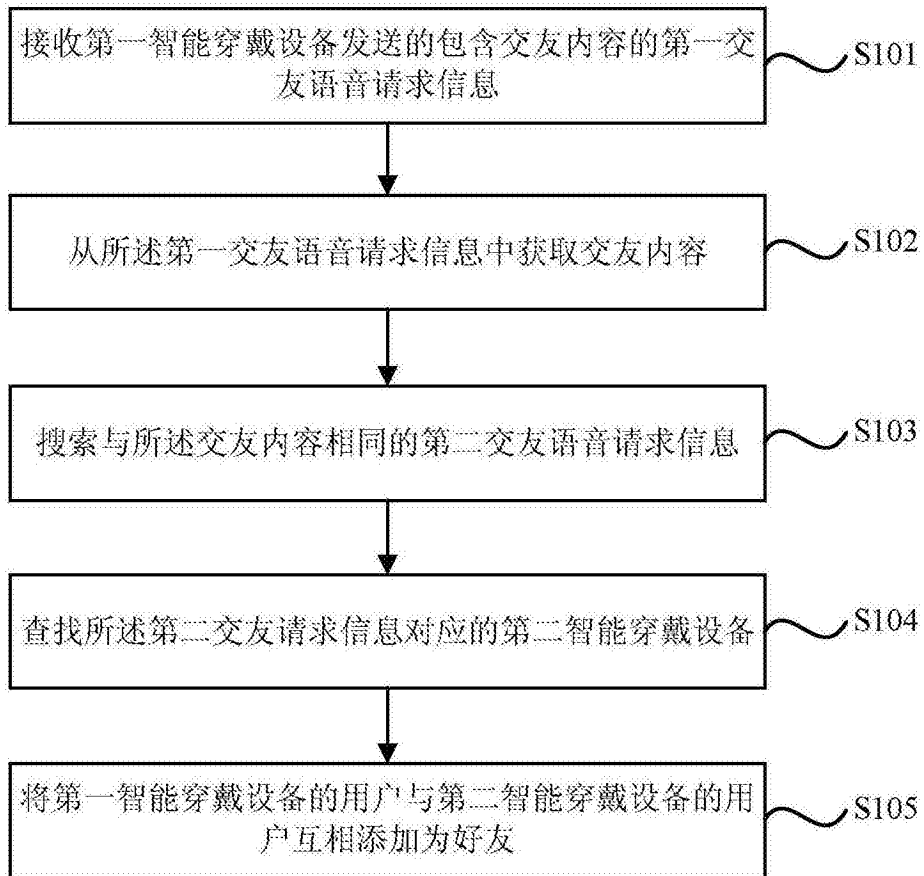 接收第一智能穿戴设备发送的包含交友内容的第一交
友语音请求信息
S101
从所述第一交友语音请求信息中获取交友内容
S102
搜索与所述交友内容相同的第二交友语音请求信息
S103
查找所述第二交友请求信息对应的第二智能穿戴设备
S104
将第一智能穿戴设备的用户与第二智能穿戴设备的用
户互相添加为好友
S105